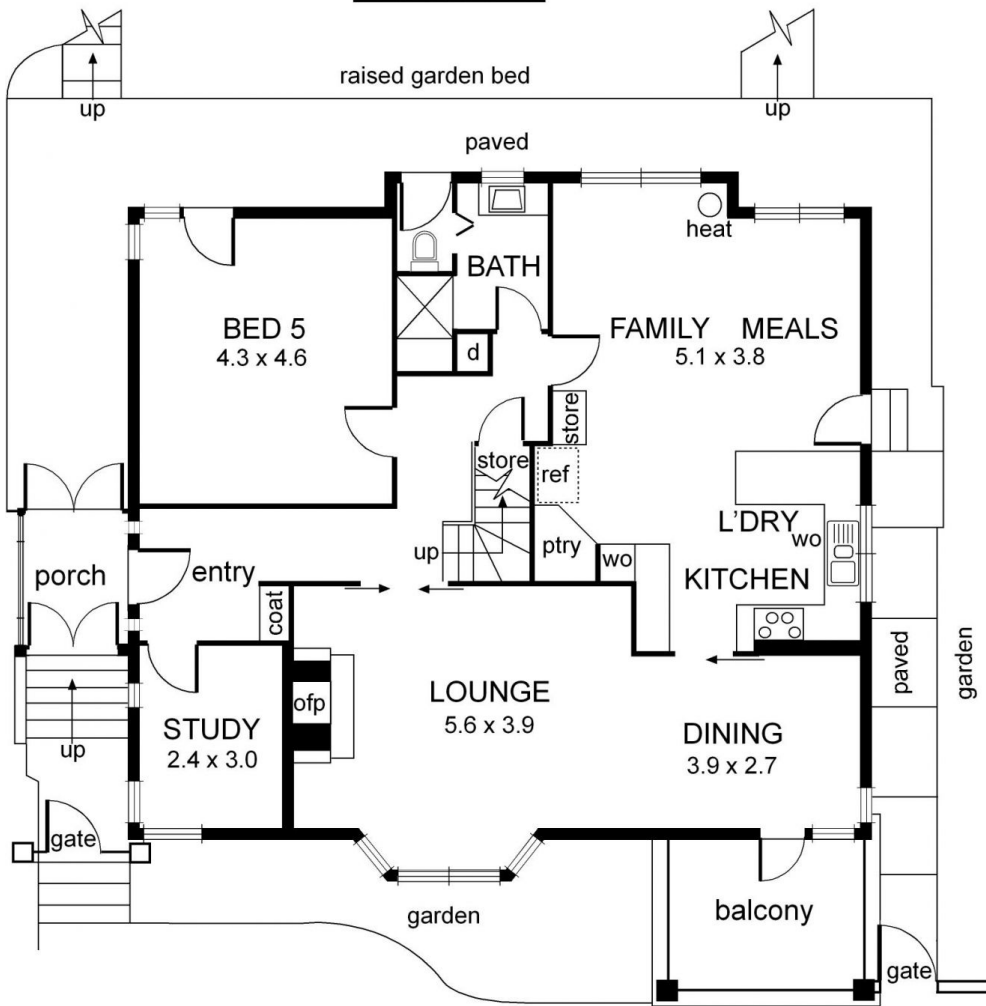 raised garden bed
up
up
paved
heat
BATH
BED 5
4.3 x 4.6
FAMILY MEALS
5.1 x 3.8
d
store
store
ref
L'DRY
wo
up
ptry
wo
KITCHEN
porch
entry
coat
paved
garden
LOUNGE
5.6 x 3.9
ofp
STUDY
2.4 x 3.0
up
DINING
3.9 x 2.7
gate
garden
balcony
gate